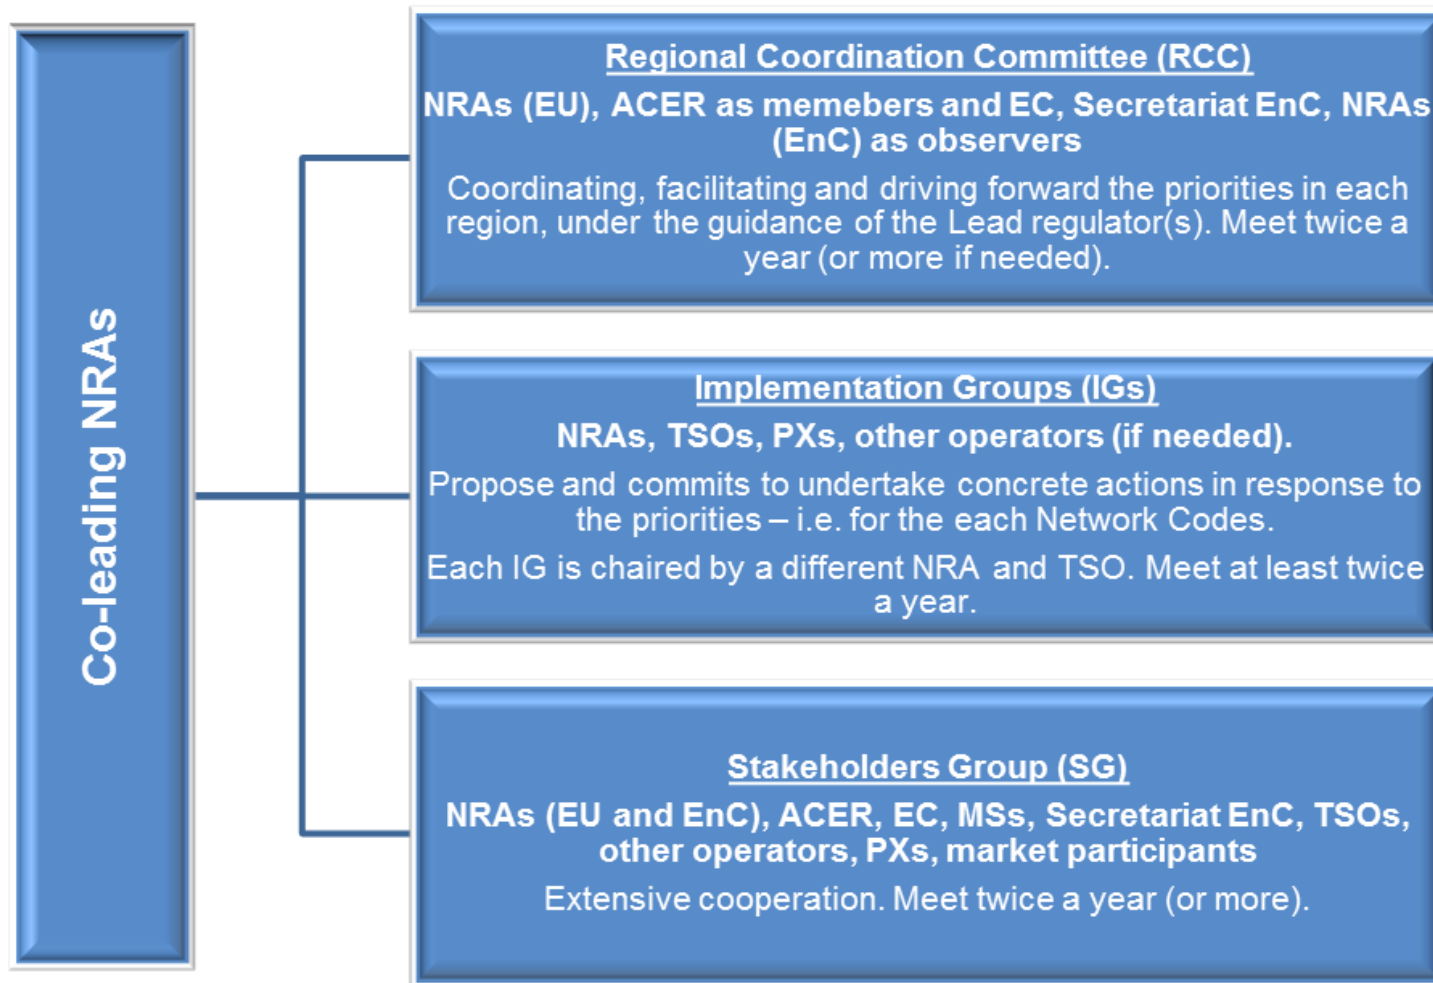 Co-leading NRAs
Regional Coordination Committee (RCC)
NRAs (EU), ACER as memebers and EC, Secretariat EnC, NRAs
(EnC) as observers
Coordinating, facilitating and driving forward the priorities in each
region, under the guidance of the Lead regulator(s). Meet twice a
year (or more if needed).
Implementation Groups (IGs)
NRAs, TSOs, PXs, other operators (if needed).
Propose and commits to undertake concrete actions in response to
the priorities – i.e. for the each Network Codes.
Each IG is chaired by a different NRA and TSO. Meet at least twice
a year.
Stakeholders Group (SG)
NRAs (EU and EnC), ACER, EC, MSs, Secretariat EnC, TSOs,
other operators, PXs, market participants
Extensive cooperation. Meet twice a year (or more).